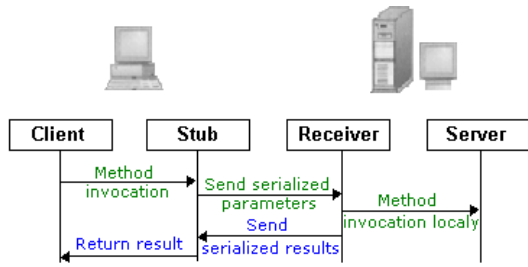 Client
Stub
Receiver
Server
Method
invocation
Send serialized
parameters
Method
invocation localy
Send
serialized results
Return result